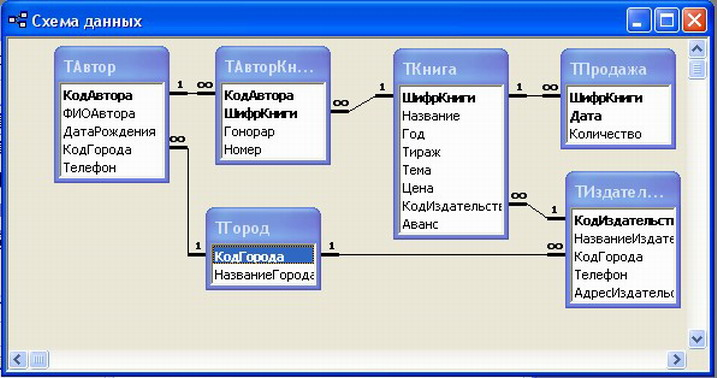 Схема данных
ТАвтор
КодАвтора
ФИОАвтора
ДатаРождения
КодГорода
Телефон
ТАвторКн...
КодАвтора
ШифрКниги
Гонорар
Номер
ТКнига
ШифрКниги
Название
Год
Тираж
Тема
Цена
КодИздательств
Аванс
ТПродажа
ШифрКниги
Дата
Количество
ТИздател...
КодИздательст
НазваниеИздате
КодГорода
Телефон
АдресИздательс
ТГород
КодГорода
НазваниеГорода
1
∞
∞
1
1
∞
∞
1
∞
1
1
∞